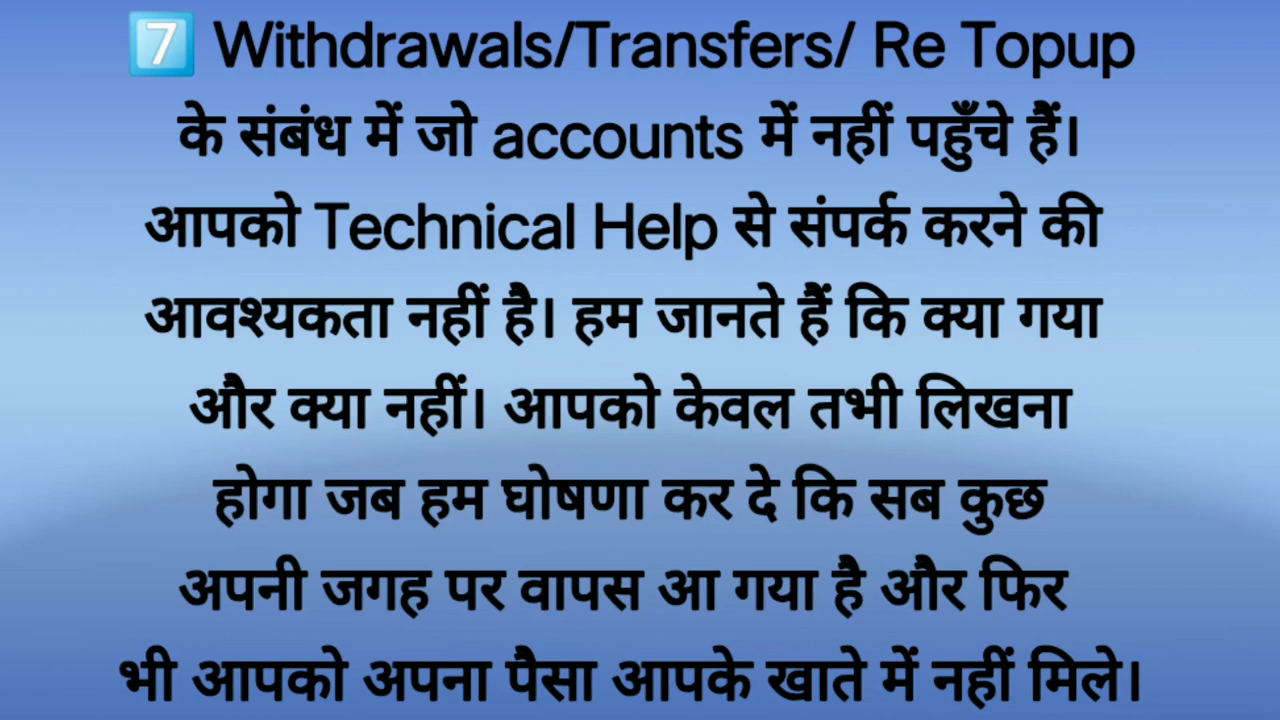 7️⃣ Withdrawals/Transfers/ Re Topup
के संबंध में जो accounts में नहीं पहुँचे हैं।
आपको Technical Help से संपर्क करने की
आवश्यकता नहीं है। हम जानते हैं कि क्या गया
और क्या नहीं। आपको केवल तभी लिखना
होगा जब हम घोषणा कर दे कि सब कुछ
अपनी जगह पर वापस आ गया है और फिर
भी आपको अपना पैसा आपके खाते में नहीं मिले।